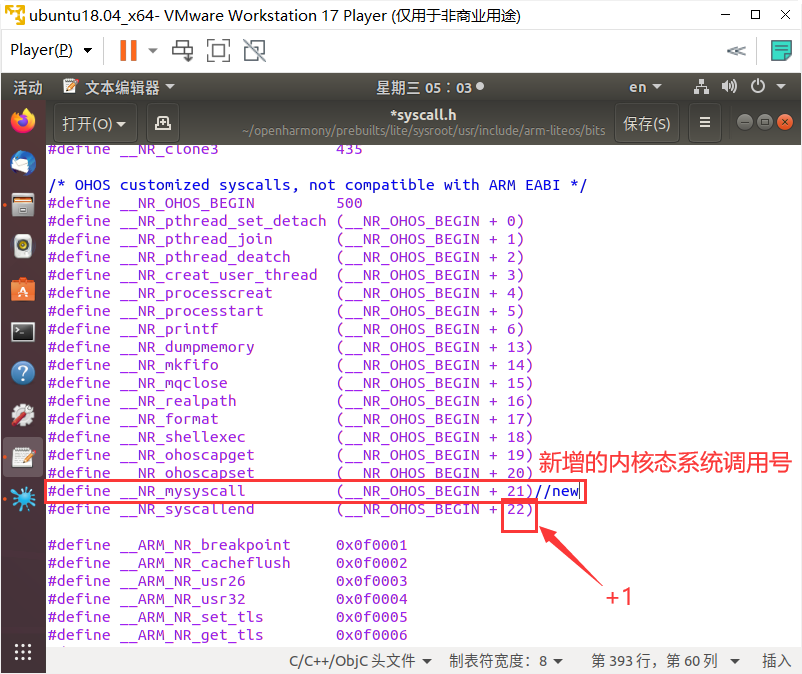 ubuntu18.04_x64- VMware Workstation 17 Player (仅用于非商业用途)
Player(P)
活动 文本编辑器 星期三 05：03 en
打开(O) *syscall.h 保存(S)
~/openharmony/prebuilts/lite/sysroot/usr/include/arm-liteos/bits
#define __NR_clone3 435
/* OHOS customized syscalls, not compatible with ARM EABI */
#define __NR_OHOS_BEGIN 500
#define __NR_pthread_set_detach (__NR_OHOS_BEGIN + 0)
#define __NR_pthread_join (__NR_OHOS_BEGIN + 1)
#define __NR_pthread_deatch (__NR_OHOS_BEGIN + 2)
#define __NR_creat_user_thread (__NR_OHOS_BEGIN + 3)
#define __NR_processcreat (__NR_OHOS_BEGIN + 4)
#define __NR_processtart (__NR_OHOS_BEGIN + 5)
#define __NR_printf (__NR_OHOS_BEGIN + 6)
#define __NR_dumpmemory (__NR_OHOS_BEGIN + 13)
#define __NR_mkfifo (__NR_OHOS_BEGIN + 14)
#define __NR_mqclose (__NR_OHOS_BEGIN + 15)
#define __NR_realpath (__NR_OHOS_BEGIN + 16)
#define __NR_format (__NR_OHOS_BEGIN + 17)
#define __NR_shellexec (__NR_OHOS_BEGIN + 18)
#define __NR_ohoscapget (__NR_OHOS_BEGIN + 19)
#define __NR_ohoscapset (__NR_OHOS_BEGIN + 20)
新增的内核态系统调用号
#define __NR_mysyscall (__NR_OHOS_BEGIN + 21)//new
#define __NR_syscallend (__NR_OHOS_BEGIN + 22)
#define __ARM_NR_breakpoint 0x0f0001
#define __ARM_NR_cacheflush 0x0f0002
#define __ARM_NR_usr26 0x0f0003
#define __ARM_NR_usr32 0x0f0004
+1
#define __ARM_NR_set_tls 0x0f0005
#define __ARM_NR_get_tls 0x0f0006
C/C++/ObjC 头文件 制表符宽度：8 第 393 行，第 60 列 插入